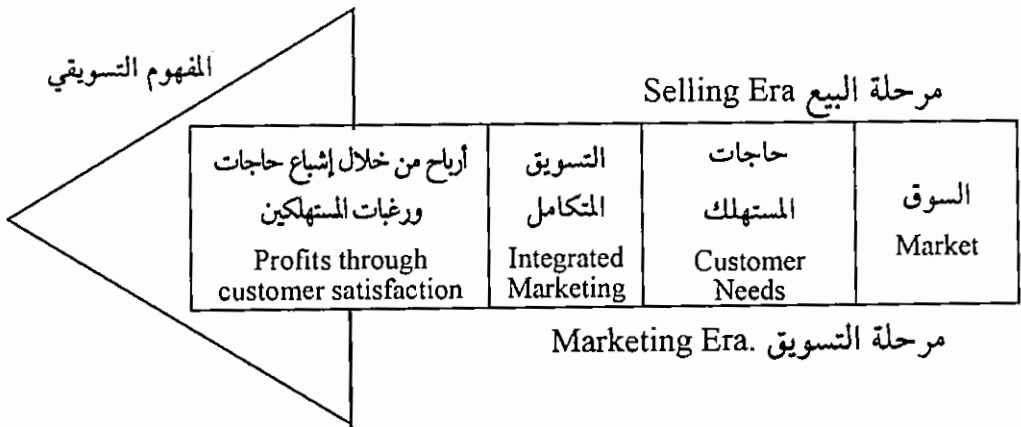 المفهوم التسويقي
مرحلة البيع Selling Era
السوق
Market
حاجات
المستهلك
Customer
Needs
التسويق
المتكامل
Integrated
Marketing
أرباح من خلال إشباع حاجات
ورغبات المستهلكين
Profits through
customer satisfaction
مرحلة التسويق .Marketing Era